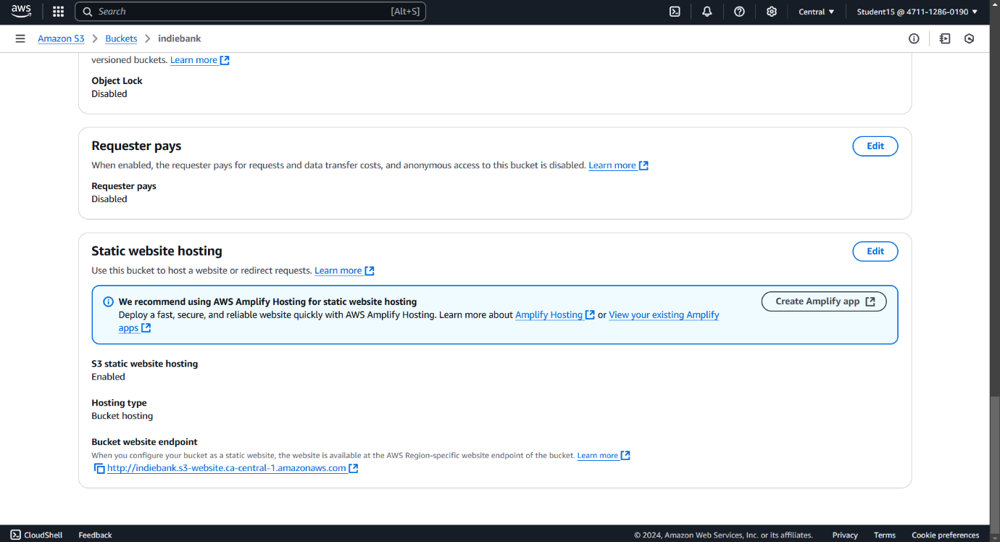 aws
Search
[Alt+S]
Central ▼
Student15 @ 4711-1286-0190 ▼
Amazon S3 > Buckets > indiebank
versioned buckets. Learn more
Object Lock
Disabled
Requester pays
Edit
When enabled, the requester pays for requests and data transfer costs, and anonymous access to this bucket is disabled. Learn more
Requester pays
Disabled
Static website hosting
Edit
Use this bucket to host a website or redirect requests. Learn more
We recommend using AWS Amplify Hosting for static website hosting
Create Amplify app
Deploy a fast, secure, and reliable website quickly with AWS Amplify Hosting. Learn more about Amplify Hosting or View your existing Amplify
apps
S3 static website hosting
Enabled
Hosting type
Bucket hosting
Bucket website endpoint
When you configure your bucket as a static website, the website is available at the AWS Region-specific website endpoint of the bucket. Learn more
http://indiebank.s3-website.ca-central-1.amazonaws.com
CloudShell
Feedback
© 2024, Amazon Web Services, Inc. or its affiliates.
Privacy
Terms
Cookie preferences